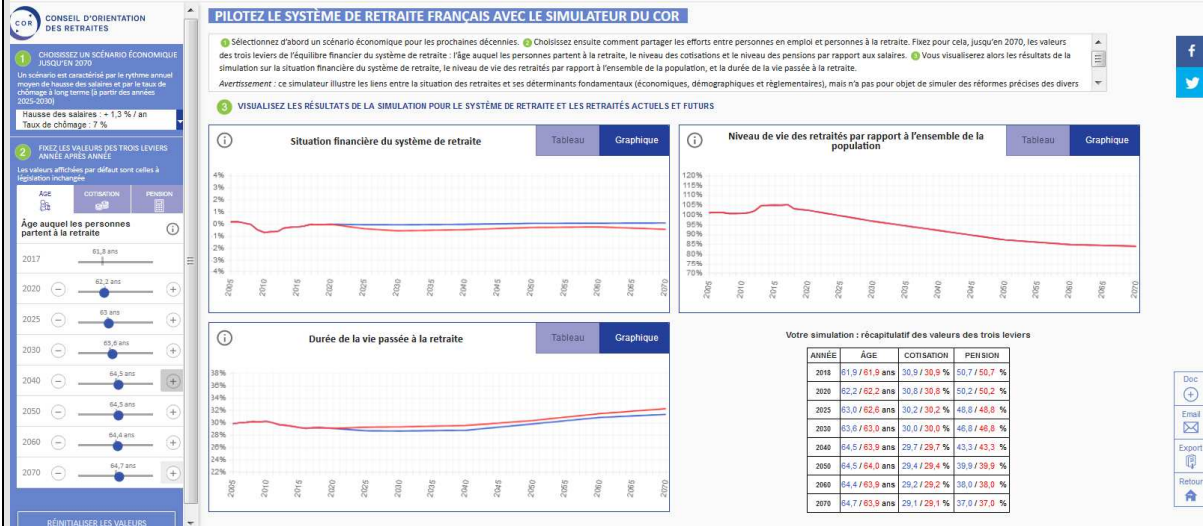 COR
CONSEIL D'ORIENTATION
DES RETRAITES
1 CHOISISSEZ UN SCÉNARIO ÉCONOMIQUE
JUSQU'EN 2070
Un scénario est caractérisé par le rythme annuel
moyen de hausse des salaires et par le taux de
chômage à long terme (à partir des années
2025-2030)
Hausse des salaires : + 1,3 % / an
Taux de chômage : 7 %
2 FIXEZ LES VALEURS DES TROIS LEVIERS
ANNÉE APRÈS ANNÉE
Les valeurs affichées par défaut sont celles à
législation inchangée
ÂGE COTISATION PENSION
Âge auquel les personnes
partent à la retraite
2017 61,8 ans
2020 62,2 ans
2025 63 ans
2030 63,6 ans
2040 64,5 ans
2050 64,5 ans
2060 64,4 ans
2070 64,7 ans
RÉINITIALISER LES VALEURS
PILOTEZ LE SYSTÈME DE RETRAITE FRANÇAIS AVEC LE SIMULATEUR DU COR
1 Sélectionnez d'abord un scénario économique pour les prochaines décennies. 2 Choisissez ensuite comment partager les efforts entre personnes en emploi et personnes à la retraite. Fixez pour cela, jusqu'en 2070, les valeurs
des trois leviers de l'équilibre financier du système de retraite : l'âge auquel les personnes partent à la retraite, le niveau des cotisations et le niveau des pensions par rapport aux salaires. 3 Vous visualiserez alors les résultats de la
simulation sur la situation financière du système de retraite, le niveau de vie des retraités par rapport à l'ensemble de la population, et la durée de la vie passée à la retraite.
Avertissement : ce simulateur illustre les liens entre la situation des retraites et ses déterminants fondamentaux (économiques, démographiques et règlementaires), mais n'a pas pour objet de simuler des réformes précises des divers
3 VISUALISEZ LES RÉSULTATS DE LA SIMULATION POUR LE SYSTÈME DE RETRAITE ET LES RETRAITÉS ACTUELS ET FUTURS
Situation financière du système de retraite Tableau Graphique
4%
3%
2%
1%
0%
1%
2%
3%
4%
2005 2010 2015 2020 2025 2030 2035 2040 2045 2050 2055 2060 2065 2070
Niveau de vie des retraités par rapport à l'ensemble de la
population
Tableau Graphique
120%
115%
110%
105%
100%
95%
90%
85%
80%
75%
70%
2005 2010 2015 2020 2025 2030 2035 2040 2045 2050 2055 2060 2065 2070
Durée de la vie passée à la retraite Tableau Graphique
38%
36%
34%
32%
30%
28%
26%
24%
22%
2005 2010 2015 2020 2025 2030 2035 2040 2045 2050 2055 2060 2065 2070
Votre simulation : récapitulatif des valeurs des trois leviers
ANNÉE ÂGE COTISATION PENSION
2018 61,9 / 61,9 ans 30,9 / 30,9 % 50,7 / 50,7 %
2020 62,2 / 62,2 ans 30,8 / 30,8 % 50,2 / 50,2 %
2025 63,0 / 62,6 ans 30,2 / 30,2 % 48,8 / 48,8 %
2030 63,6 / 63,0 ans 30,0 / 30,0 % 46,8 / 46,8 %
2040 64,5 / 63,9 ans 29,7 / 29,7 % 43,3 / 43,3 %
2050 64,5 / 64,0 ans 29,4 / 29,4 % 39,9 / 39,9 %
2060 64,4 / 63,9 ans 29,2 / 29,2 % 38,0 / 38,0 %
2070 64,7 / 63,9 ans 29,1 / 29,1 % 37,0 / 37,0 %
Doc
Email
Export
Retour